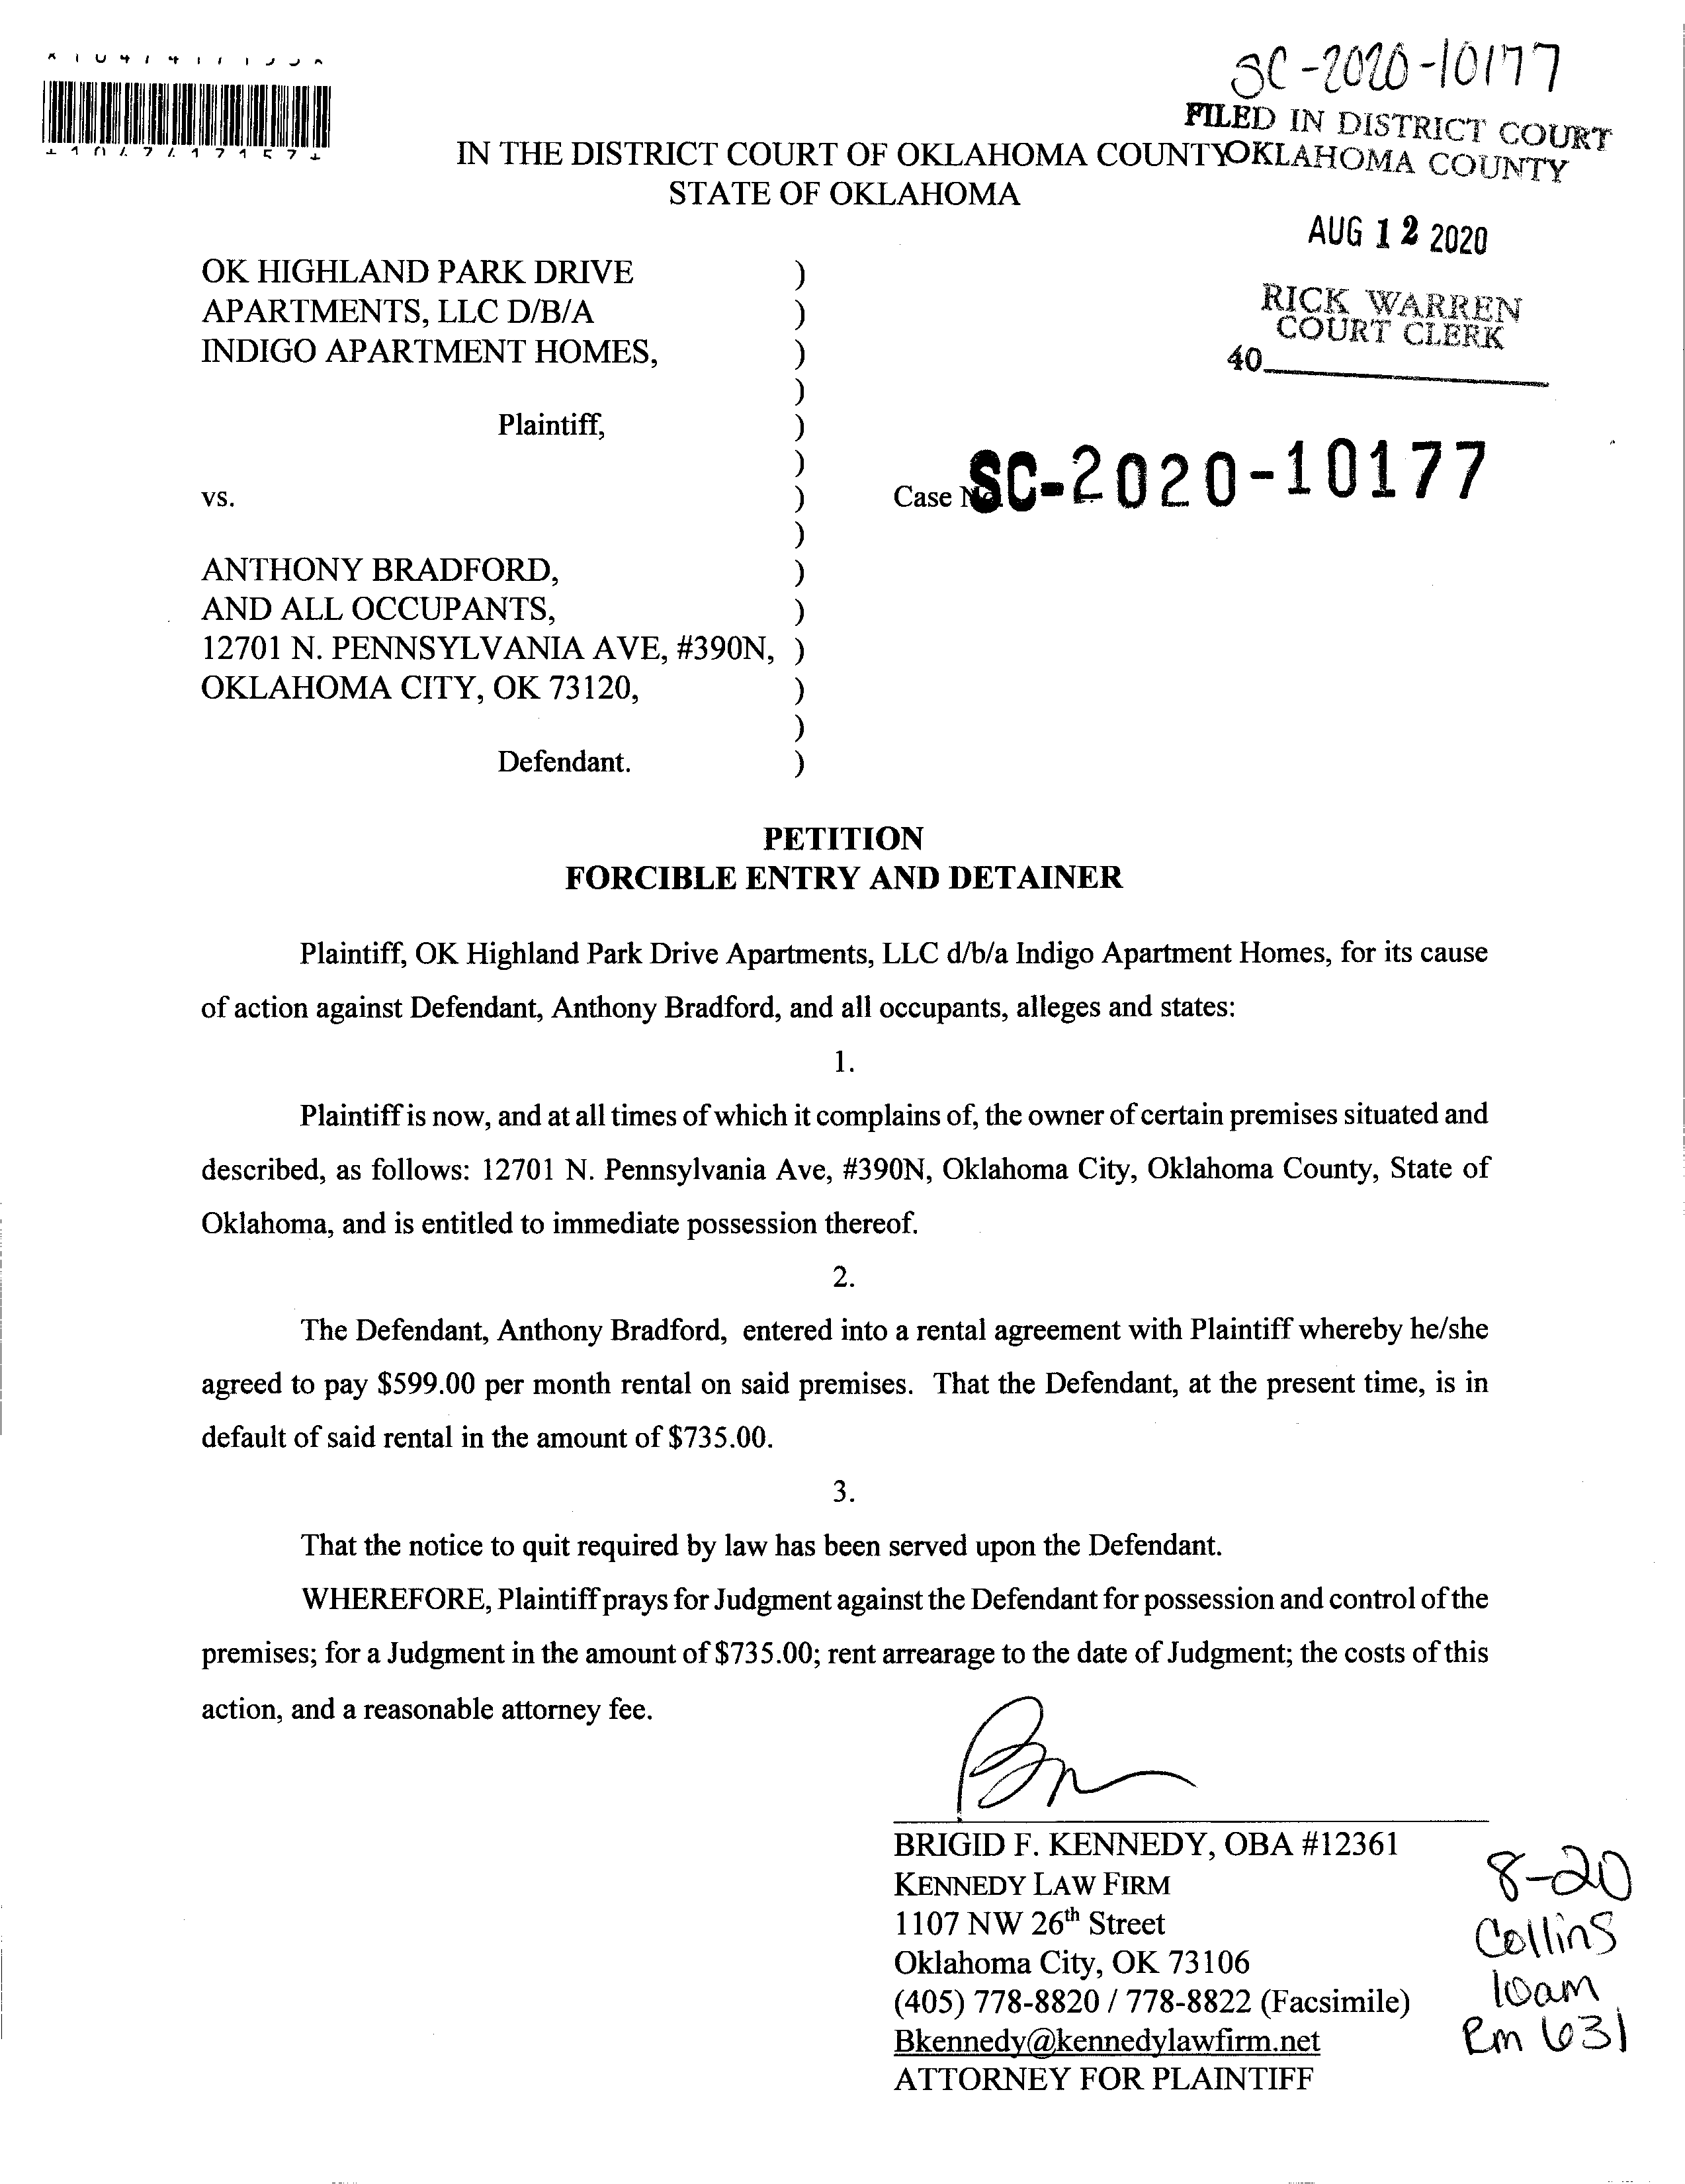 SC-2020-10177
FILED IN DISTRICT COURT
OKLAHOMA COUNTY
IN THE DISTRICT COURT OF OKLAHOMA COUNTY
STATE OF OKLAHOMA
AUG 12 2020
RICK WARREN
COURT CLERK
40
OK HIGHLAND PARK DRIVE )
APARTMENTS, LLC D/B/A )
INDIGO APARTMENT HOMES, )
)
Plaintiff, )
)
vs. ) Case No. SC-2020-10177
)
ANTHONY BRADFORD, )
AND ALL OCCUPANTS, )
12701 N. PENNSYLVANIA AVE, #390N, )
OKLAHOMA CITY, OK 73120, )
)
Defendant. )
PETITION
FORCIBLE ENTRY AND DETAINER
Plaintiff, OK Highland Park Drive Apartments, LLC d/b/a Indigo Apartment Homes, for its cause
of action against Defendant, Anthony Bradford, and all occupants, alleges and states:
1.
Plaintiff is now, and at all times of which it complains of, the owner of certain premises situated and
described, as follows: 12701 N. Pennsylvania Ave, #390N, Oklahoma City, Oklahoma County, State of
Oklahoma, and is entitled to immediate possession thereof.
2.
The Defendant, Anthony Bradford, entered into a rental agreement with Plaintiff whereby he/she
agreed to pay $599.00 per month rental on said premises. That the Defendant, at the present time, is in
default of said rental in the amount of $735.00.
3.
That the notice to quit required by law has been served upon the Defendant.
WHEREFORE, Plaintiff prays for Judgment against the Defendant for possession and control of the
premises; for a Judgment in the amount of $735.00; rent arrearage to the date of Judgment; the costs of this
action, and a reasonable attorney fee.
BRIGID F. KENNEDY, OBA #12361
KENNEDY LAW FIRM
1107 NW 26th Street
Oklahoma City, OK 73106
(405) 778-8820 / 778-8822 (Facsimile)
Bkennedy@kennedylawfirm.net
ATTORNEY FOR PLAINTIFF
8-20
Collins
10am
Rm 631